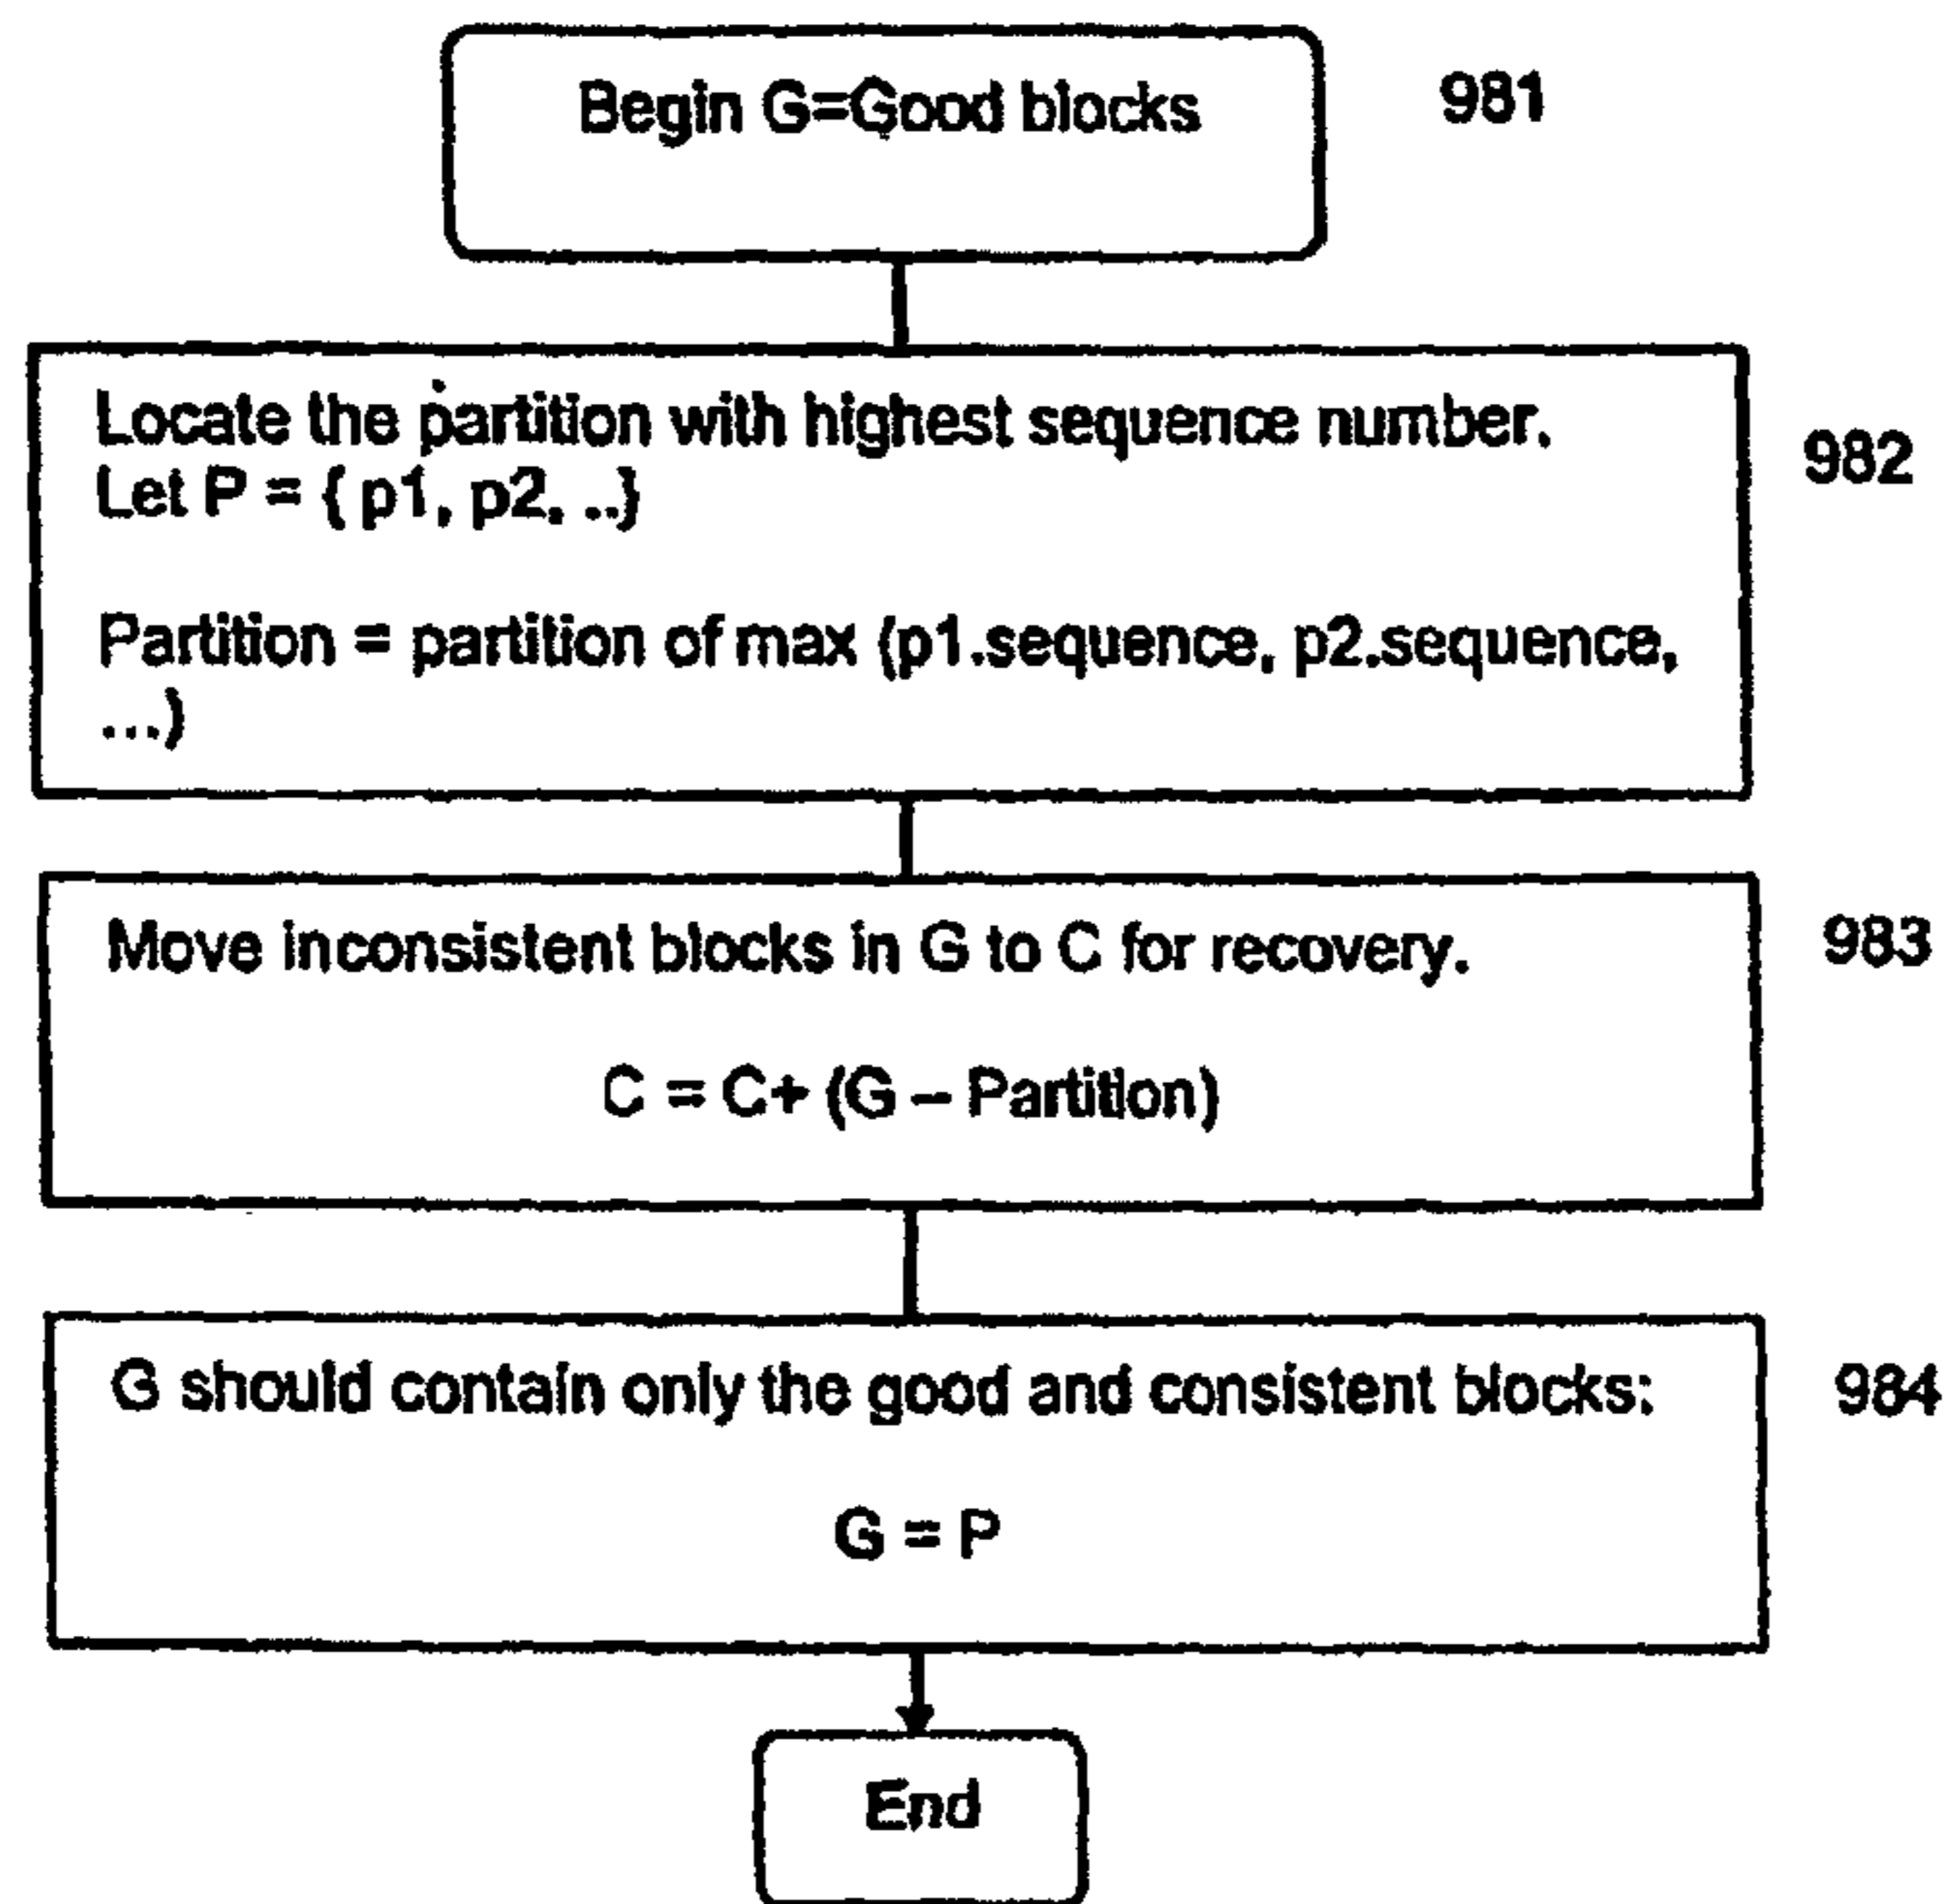 Begin G=Good blocks
981
Locate the partition with highest sequence number.
Let P = { p1, p2, ..}
Partition = partition of max (p1.sequence, p2.sequence,
...)
982
Move inconsistent blocks in G to C for recovery.
C = C+ (G – Partition)
983
G should contain only the good and consistent blocks:
G = P
984
End